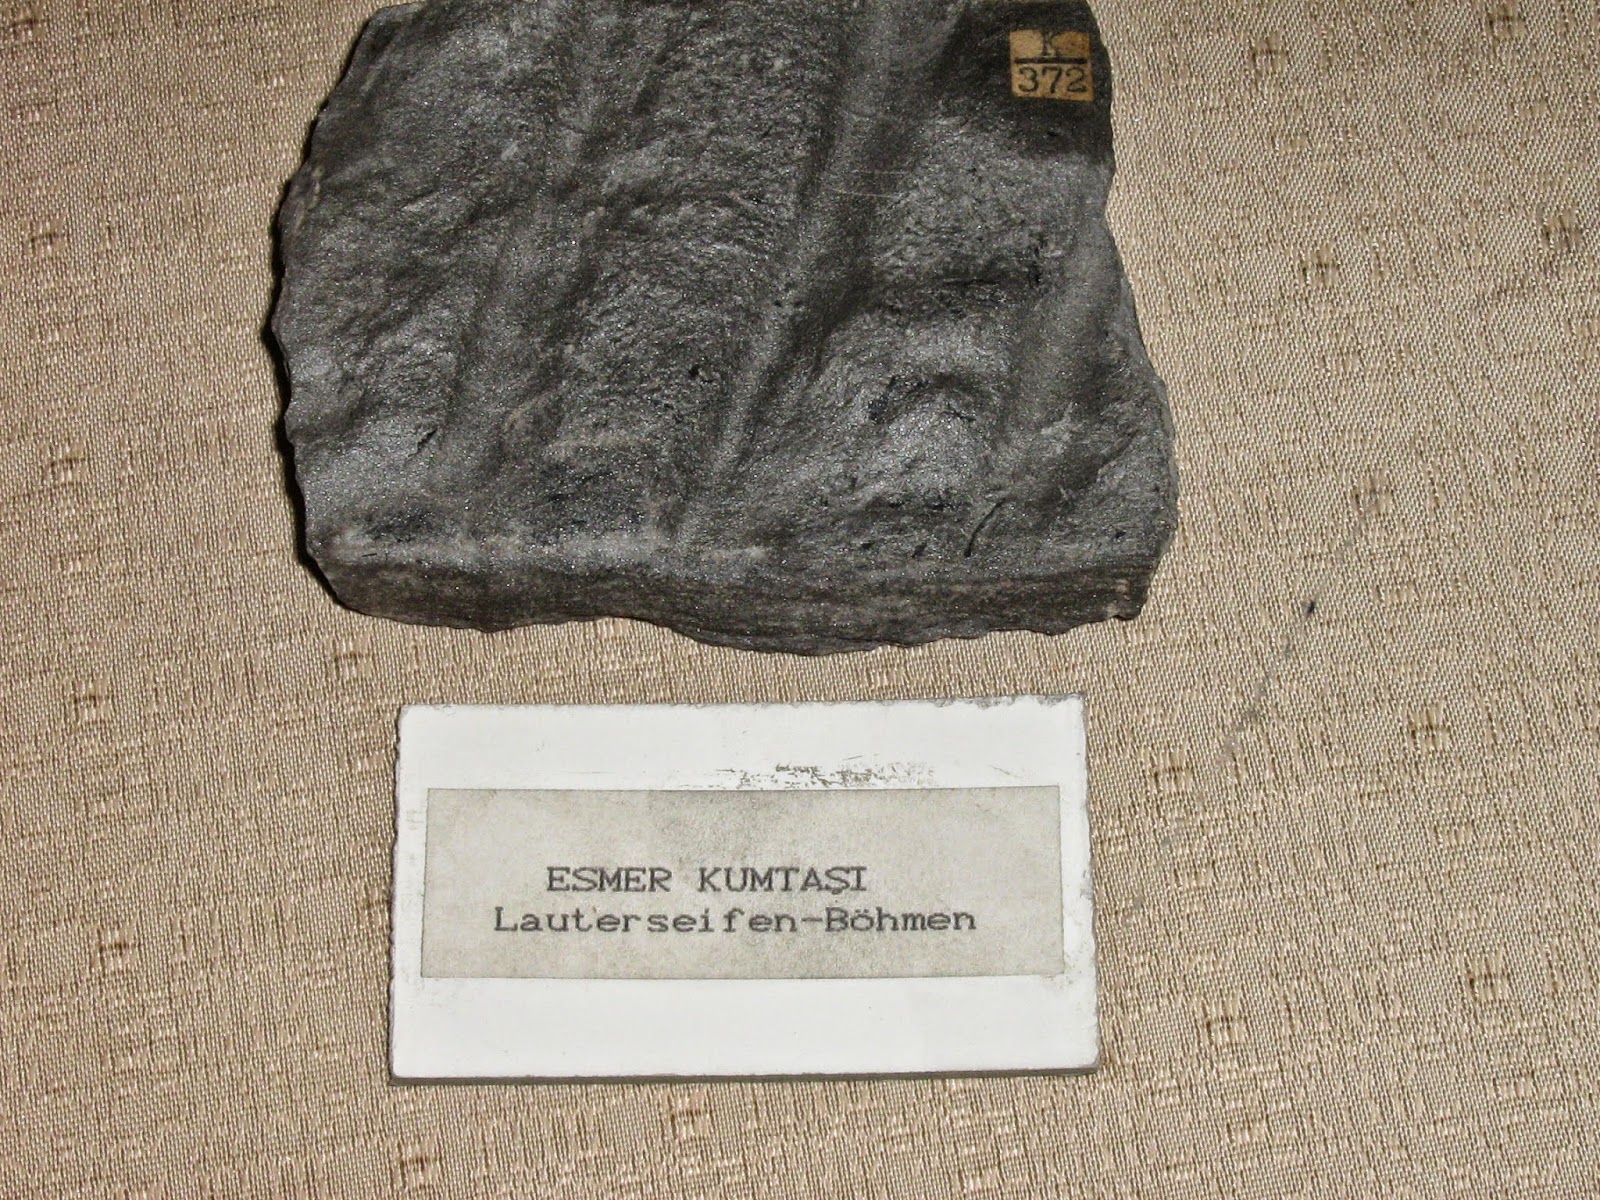 K
372
ESMER KUMTAŞI
Lauterseifen-Böhmen